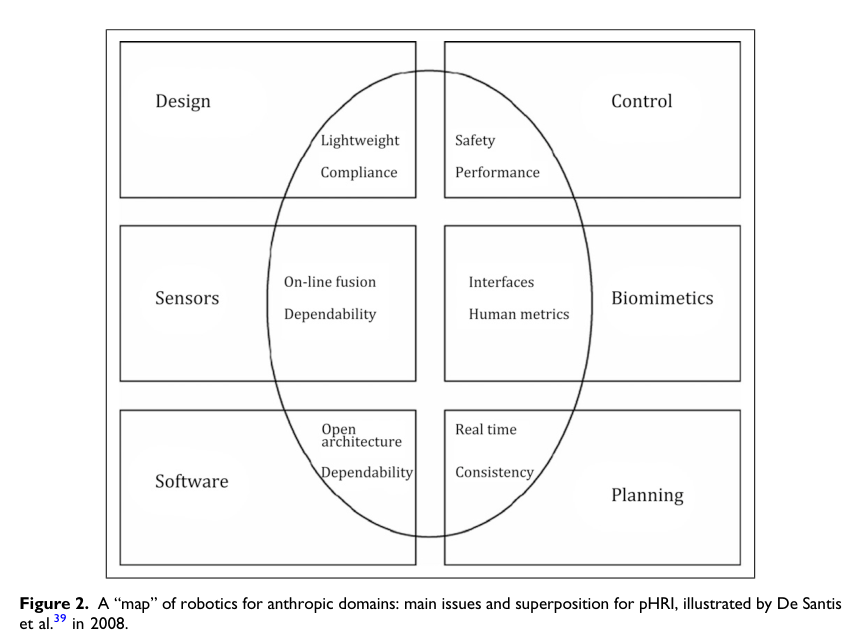 Design
Lightweight
Compliance
Control
Safety
Performance
Sensors
On-line fusion
Dependability
Interfaces
Human metrics
Biomimetics
Software
Open
architecture
Dependability
Real time
Consistency
Planning
Figure 2. A “map” of robotics for anthropic domains: main issues and superposition for pHRI, illustrated by De Santis
et al.39 in 2008.